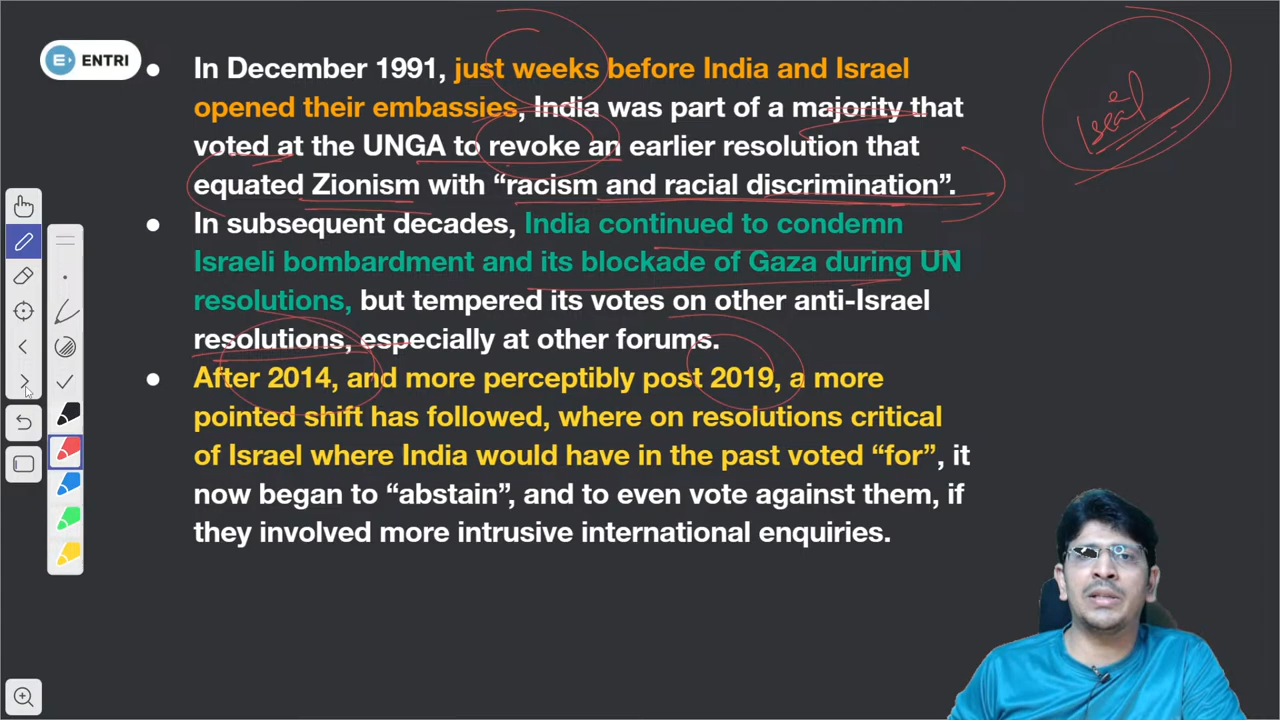 ENTRI
• In December 1991, just weeks before India and Israel
opened their embassies, India was part of a majority that
voted at the UNGA to revoke an earlier resolution that
equated Zionism with “racism and racial discrimination”.
• In subsequent decades, India continued to condemn
Israeli bombardment and its blockade of Gaza during UN
resolutions, but tempered its votes on other anti-Israel
resolutions, especially at other forums.
• After 2014, and more perceptibly post 2019, a more
pointed shift has followed, where on resolutions critical
of Israel where India would have in the past voted “for”, it
now began to “abstain”, and to even vote against them, if
they involved more intrusive international enquiries.